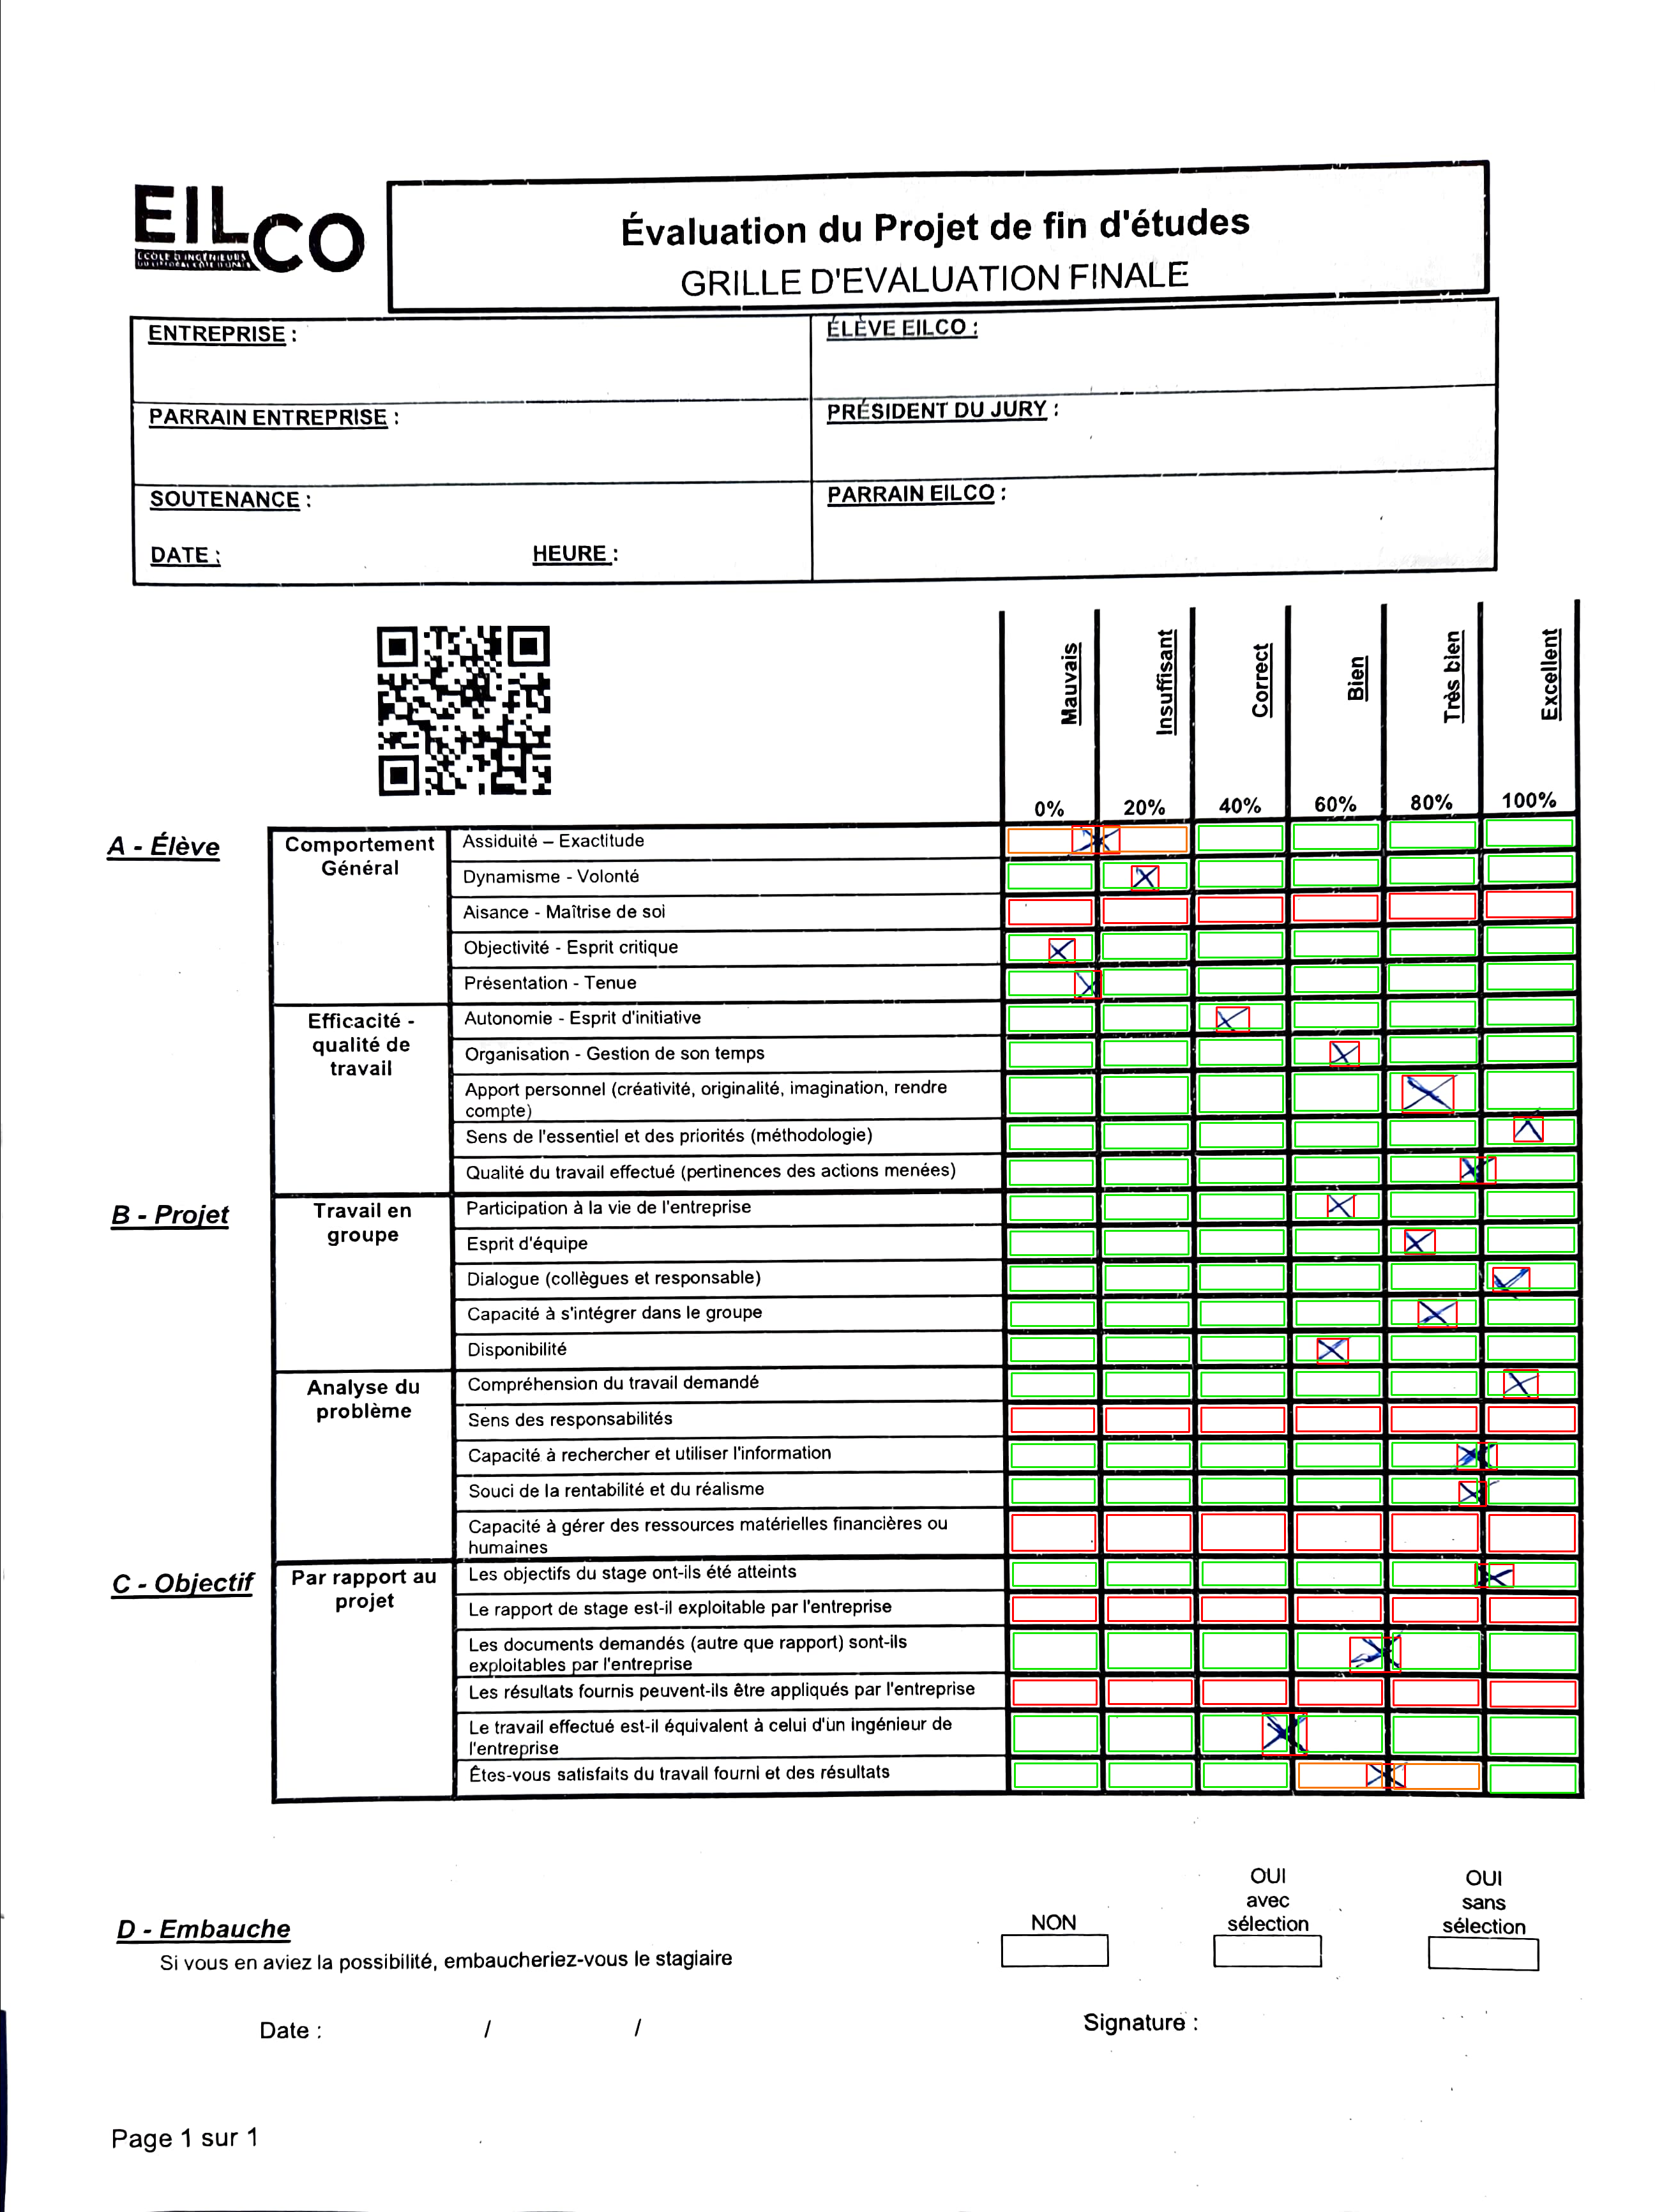 EILCO
ÉCOLE D'INGÉNIEURS
DU LITTORAL CÔTE D'OPALE
Évaluation du Projet de fin d'études
GRILLE D'EVALUATION FINALE
ENTREPRISE :
ÉLÈVE EILCO :
PARRAIN ENTREPRISE :
PRÉSIDENT DU JURY :
SOUTENANCE :
PARRAIN EILCO :
DATE :
HEURE :
Mauvais
Insuffisant
Correct
Bien
Très bien
Excellent
0% 20% 40% 60% 80% 100%
A - Élève
Comportement
Général
Assiduité – Exactitude
Dynamisme - Volonté
Aisance - Maîtrise de soi
Objectivité - Esprit critique
Présentation - Tenue
Efficacité -
qualité de
travail
Autonomie - Esprit d'initiative
Organisation - Gestion de son temps
Apport personnel (créativité, originalité, imagination, rendre
compte)
Sens de l'essentiel et des priorités (méthodologie)
Qualité du travail effectué (pertinences des actions menées)
B - Projet
Travail en
groupe
Participation à la vie de l'entreprise
Esprit d'équipe
Dialogue (collègues et responsable)
Capacité à s'intégrer dans le groupe
Disponibilité
Analyse du
problème
Compréhension du travail demandé
Sens des responsabilités
Capacité à rechercher et utiliser l'information
Souci de la rentabilité et du réalisme
Capacité à gérer des ressources matérielles financières ou
humaines
C - Objectif
Par rapport au
projet
Les objectifs du stage ont-ils été atteints
Le rapport de stage est-il exploitable par l'entreprise
Les documents demandés (autre que rapport) sont-ils
exploitables par l'entreprise
Les résultats fournis peuvent-ils être appliqués par l'entreprise
Le travail effectué est-il équivalent à celui d'un ingénieur de
l'entreprise
Êtes-vous satisfaits du travail fourni et des résultats
D - Embauche
Si vous en aviez la possibilité, embaucheriez-vous le stagiaire
NON
OUI
avec
sélection
OUI
sans
sélection
Date : / /
Signature :
Page 1 sur 1